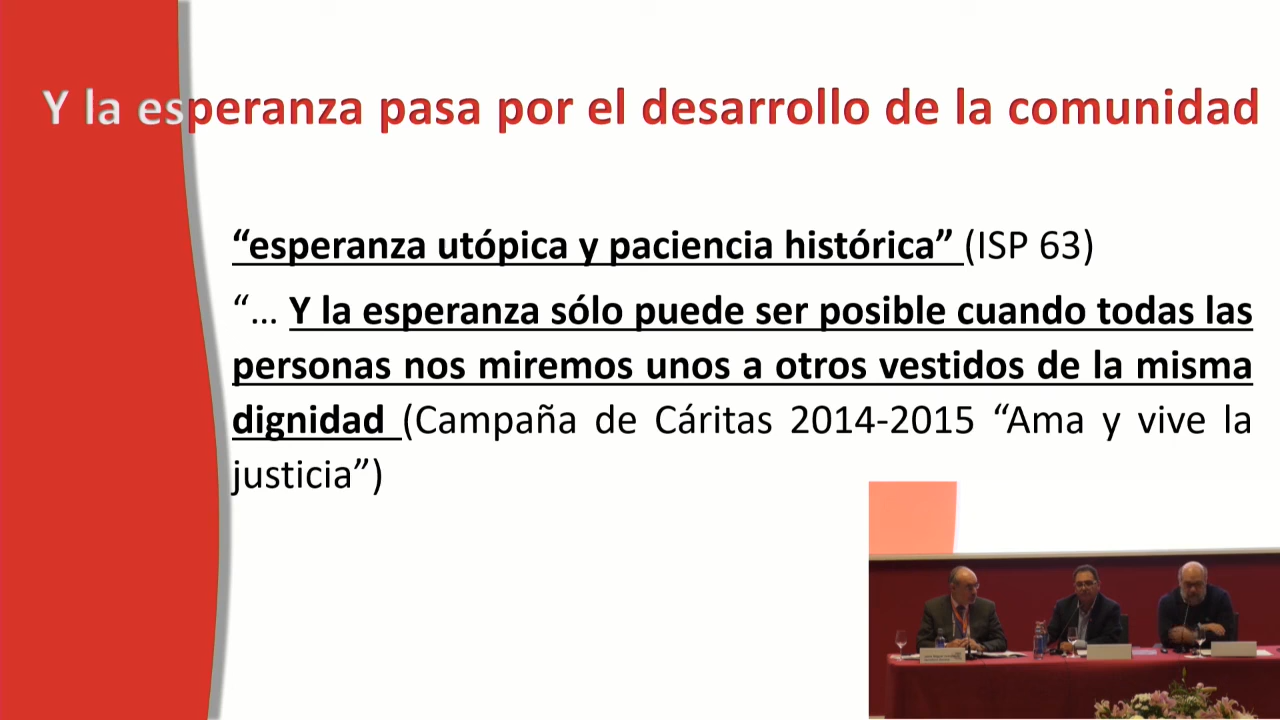 Y la esperanza pasa por el desarrollo de la comunidad
“esperanza utópica y paciencia histórica” (ISP 63)
“... Y la esperanza sólo puede ser posible cuando todas las
personas nos miremos unos a otros vestidos de la misma
dignidad (Campaña de Cáritas 2014-2015 “Ama y vive la
justicia”)